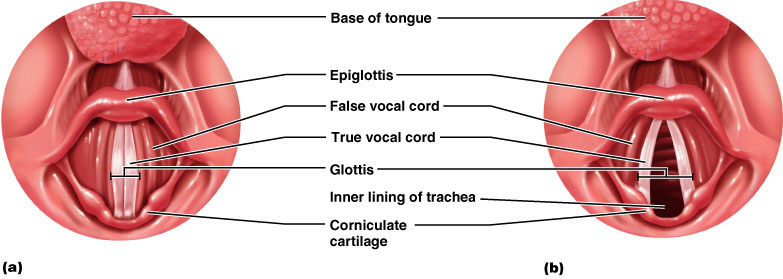 Base of tongue
Epiglottis
False vocal cord
True vocal cord
Glottis
Inner lining of trachea
Corniculate
cartilage
(a)
(b)